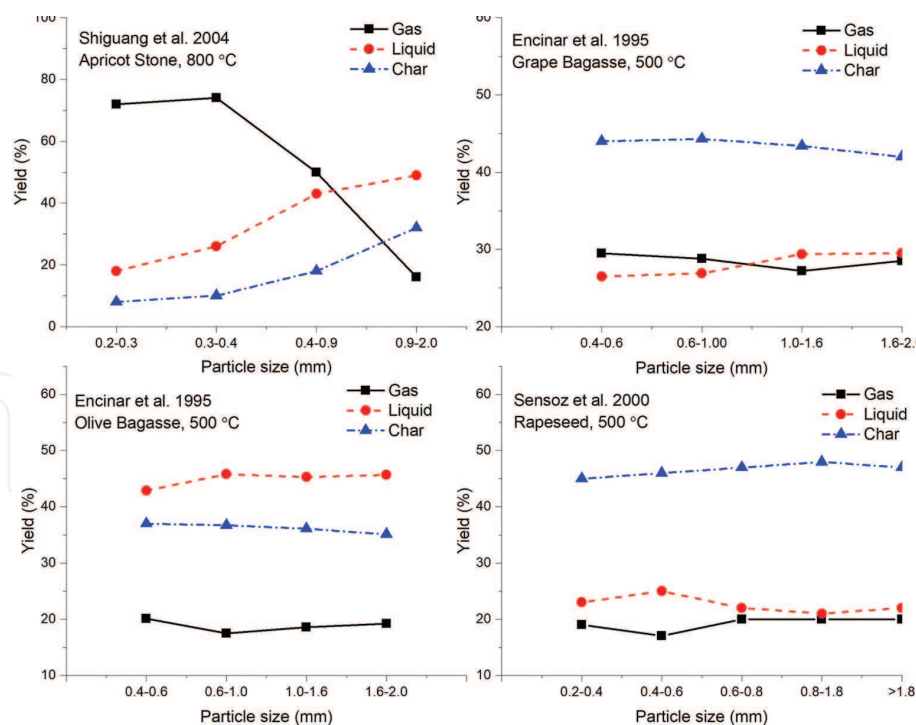 Shiguang et al. 2004
Apricot Stone, 800 °C
Gas
Liquid
Char
100
80
60
40
20
0
Yield (%)
0.2-0.3 0.3-0.4 0.4-0.9 0.9-2.0
Particle size (mm)
Encinar et al. 1995
Grape Bagasse, 500 °C
Gas
Liquid
Char
60
50
40
30
20
Yield (%)
0.4-0.6 0.6-1.00 1.0-1.6 1.6-2.0
Particle size (mm)
Encinar et al. 1995
Olive Bagasse, 500 °C
Gas
Liquid
Char
60
50
40
30
20
10
Yield (%)
0.4-0.6 0.6-1.0 1.0-1.6 1.6-2.0
Particle size (mm)
Sensoz et al. 2000
Rapeseed, 500 °C
Gas
Liquid
Char
60
50
40
30
20
10
Yield (%)
0.2-0.4 0.4-0.6 0.6-0.8 0.8-1.8 >1.8
Particle size (mm)